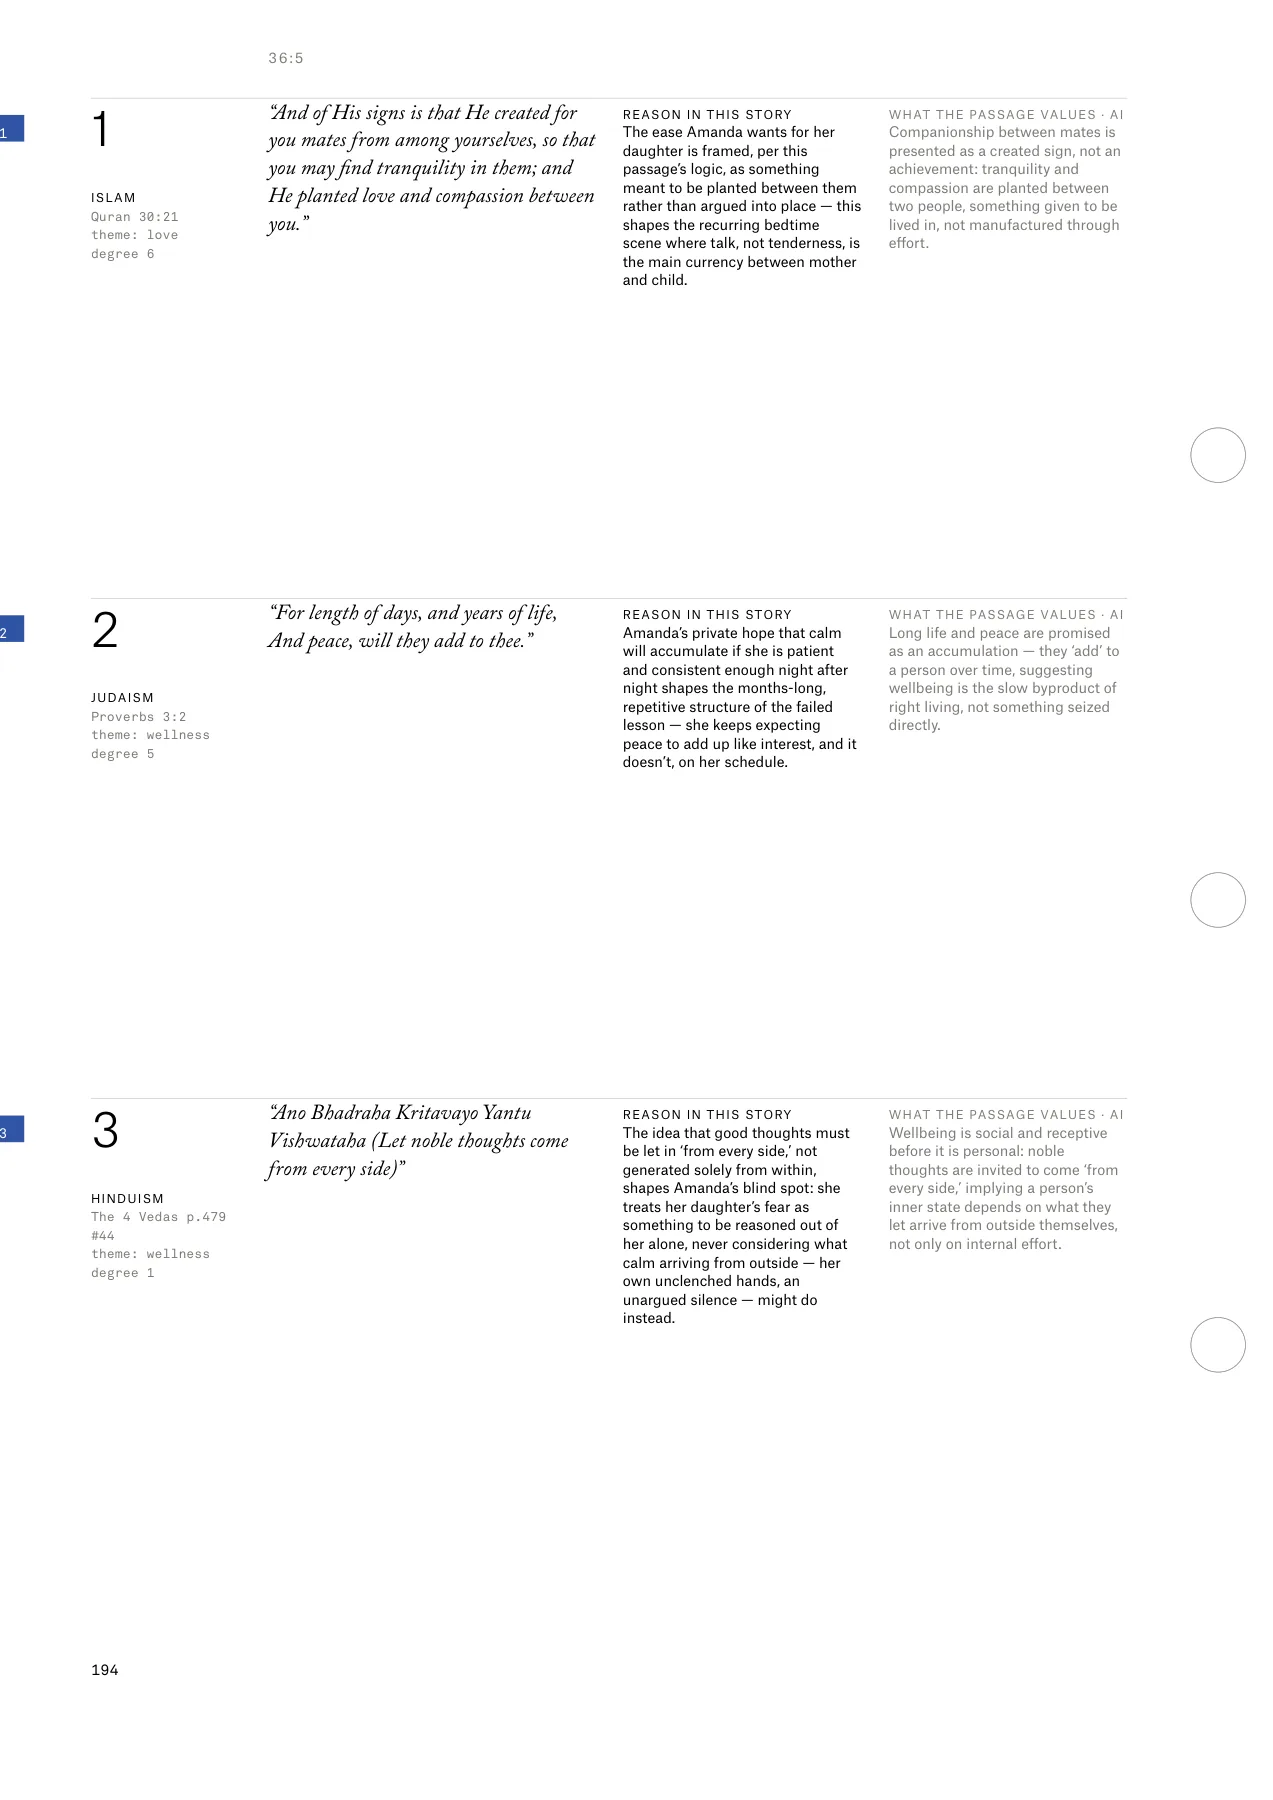 36:5
1
1
ISLAM
Quran 30:21
theme: love
degree 6
“And of His signs is that He created for
you mates from among yourselves, so that
you may find tranquility in them; and
He planted love and compassion between
you.”
REASON IN THIS STORY
The ease Amanda wants for her
daughter is framed, per this
passage’s logic, as something
meant to be planted between them
rather than argued into place — this
shapes the recurring bedtime
scene where talk, not tenderness, is
the main currency between mother
and child.
WHAT THE PASSAGE VALUES · AI
Companionship between mates is
presented as a created sign, not an
achievement: tranquility and
compassion are planted between
two people, something given to be
lived in, not manufactured through
effort.
2
2
JUDAISM
Proverbs 3:2
theme: wellness
degree 5
“For length of days, and years of life,
And peace, will they add to thee.”
REASON IN THIS STORY
Amanda’s private hope that calm
will accumulate if she is patient
and consistent enough night after
night shapes the months-long,
repetitive structure of the failed
lesson — she keeps expecting
peace to add up like interest, and it
doesn’t, on her schedule.
WHAT THE PASSAGE VALUES · AI
Long life and peace are promised
as an accumulation — they ‘add’ to
a person over time, suggesting
wellbeing is the slow byproduct of
right living, not something seized
directly.
3
3
HINDUISM
The 4 Vedas p.479
#44
theme: wellness
degree 1
“Ano Bhadraha Kritavayo Yantu
Vishwataha (Let noble thoughts come
from every side)”
REASON IN THIS STORY
The idea that good thoughts must
be let in ‘from every side,’ not
generated solely from within,
shapes Amanda’s blind spot: she
treats her daughter’s fear as
something to be reasoned out of
her alone, never considering what
calm arriving from outside — her
own unclenched hands, an
unargued silence — might do
instead.
WHAT THE PASSAGE VALUES · AI
Wellbeing is social and receptive
before it is personal: noble
thoughts are invited to come ‘from
every side,’ implying a person’s
inner state depends on what they
let arrive from outside themselves,
not only on internal effort.
194